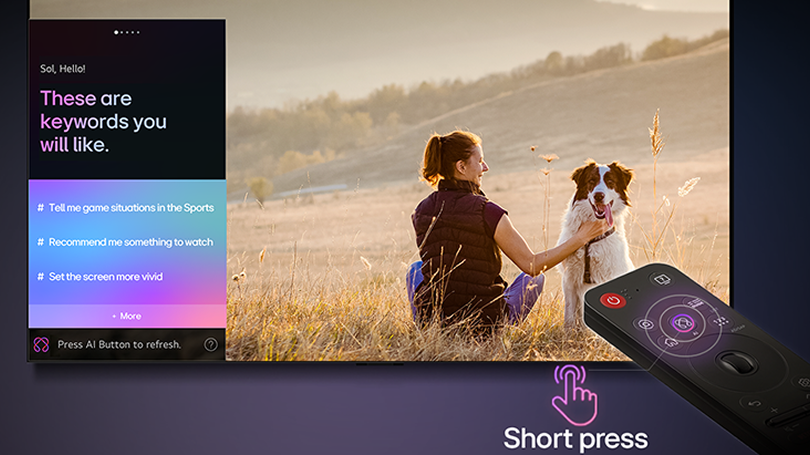 Sol, Hello!
These are
keywords you
will like.
# Tell me game situations in the Sports
# Recommend me something to watch
# Set the screen more vivid
+ More
Press AI Button to refresh. ?
AI
Short press